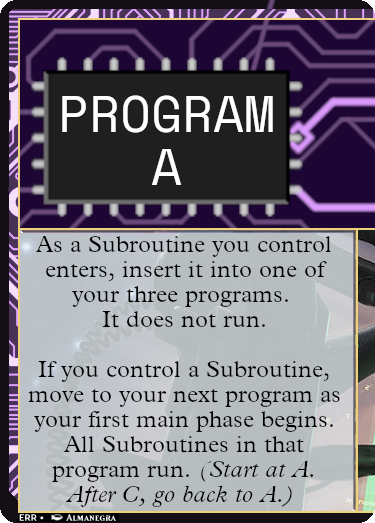 PROGRAM
A
As a Subroutine you control
enters, insert it into one of
your three programs.
It does not run.
If you control a Subroutine,
move to your next program as
your first main phase begins.
All Subroutines in that
program run. (Start at A.
After C, go back to A.)
ERR • ALMANEGRA